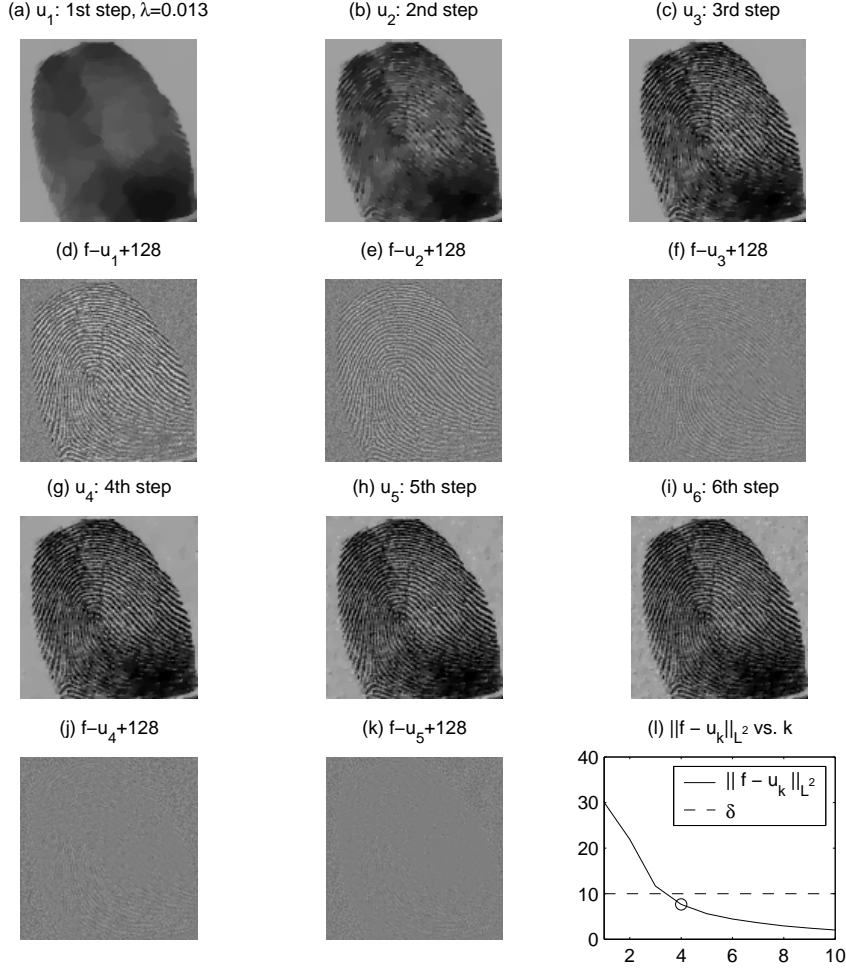 (a) u₁: 1st step, λ=0.013
(b) u₂: 2nd step
(c) u₃: 3rd step
(d) f−u₁+128
(e) f−u₂+128
(f) f−u₃+128
(g) u₄: 4th step
(h) u₅: 5th step
(i) u₆: 6th step
(j) f−u₄+128
(k) f−u₅+128
(l) ||f − uₖ||_L² vs. k
40
30
20
10
0
|| f − uₖ ||_L²
δ
2 4 6 8 10